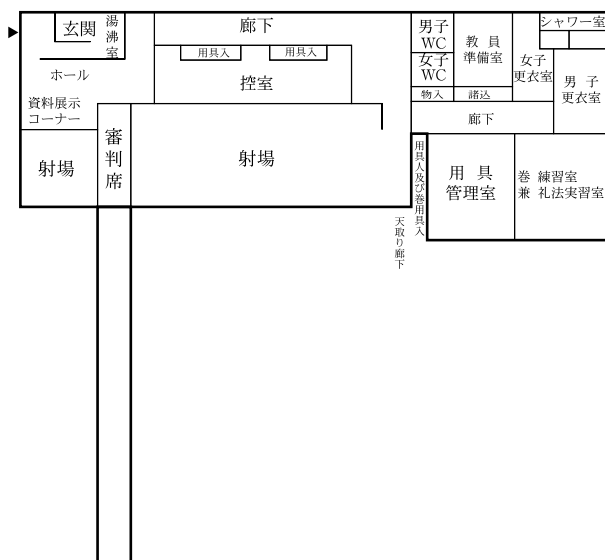 玄関
湯沸室
ホール
資料展示
コーナー
射場
審判席
廊下
用具入
用具入
控室
射場
男子
WC
女子
WC
物入
教 員
準備室
諸込
女子
更衣室
シャワー室
男 子
更衣室
廊下
用具入及び巻用具入
天取り廊下
用 具
管理室
巻 練習室
兼 礼法実習室